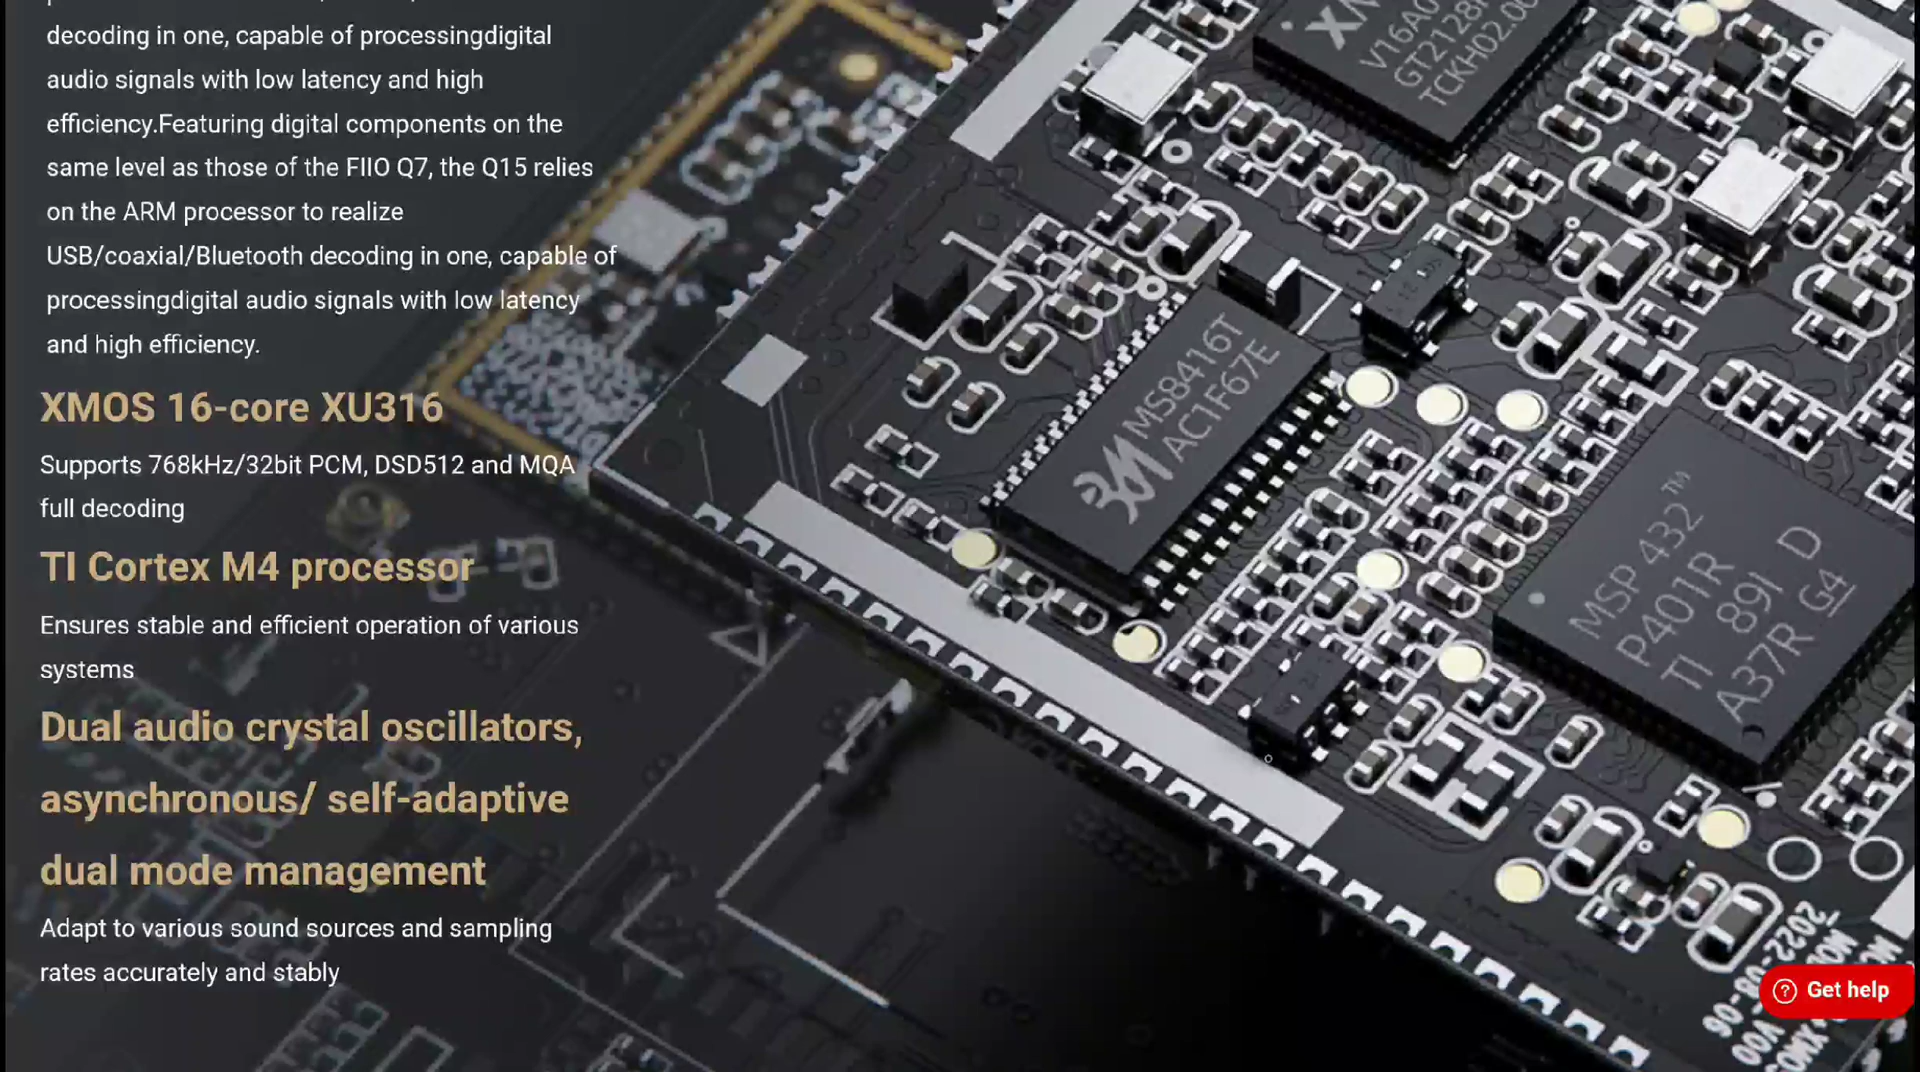 decoding in one, capable of processingdigital
audio signals with low latency and high
efficiency.Featuring digital components on the
same level as those of the FIIO Q7, the Q15 relies
on the ARM processor to realize
USB/coaxial/Bluetooth decoding in one, capable of
processingdigital audio signals with low latency
and high efficiency.
XMOS 16-core XU316
Supports 768kHz/32bit PCM, DSD512 and MQA
full decoding
TI Cortex M4 processor
Ensures stable and efficient operation of various
systems
Dual audio crystal oscillators,
asynchronous/ self-adaptive
dual mode management
Adapt to various sound sources and sampling
rates accurately and stably
GT2128
TCKH02.00
MS8416T
AC1F67E
MSP 432™
P401R
TI 89I D
A37R G4
2022-08-06
Get help